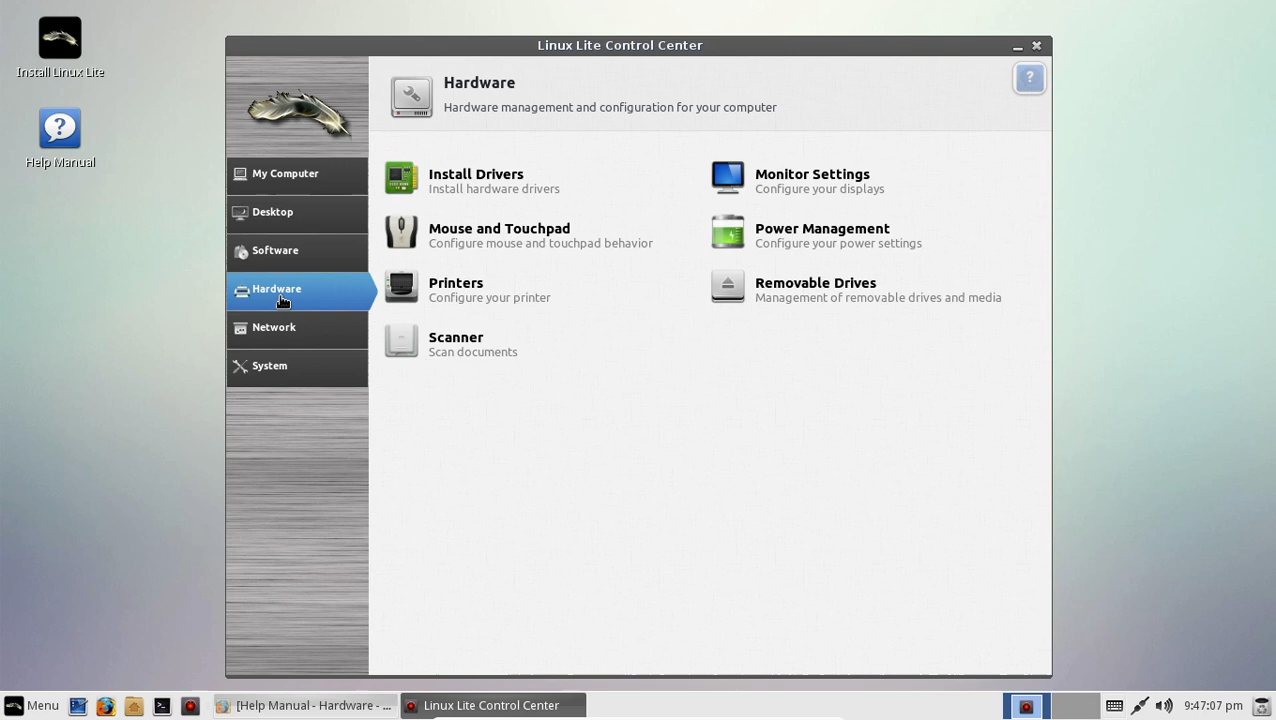 Install Linux Lite
Help Manual
Linux Lite Control Center
Hardware
Hardware management and configuration for your computer
?
My Computer
Desktop
Software
Hardware
Network
System
Install Drivers
Install hardware drivers
Monitor Settings
Configure your displays
Mouse and Touchpad
Configure mouse and touchpad behavior
Power Management
Configure your power settings
Printers
Configure your printer
Removable Drives
Management of removable drives and media
Scanner
Scan documents
Menu
[Help Manual - Hardware - ...
Linux Lite Control Center
9:47:07 pm